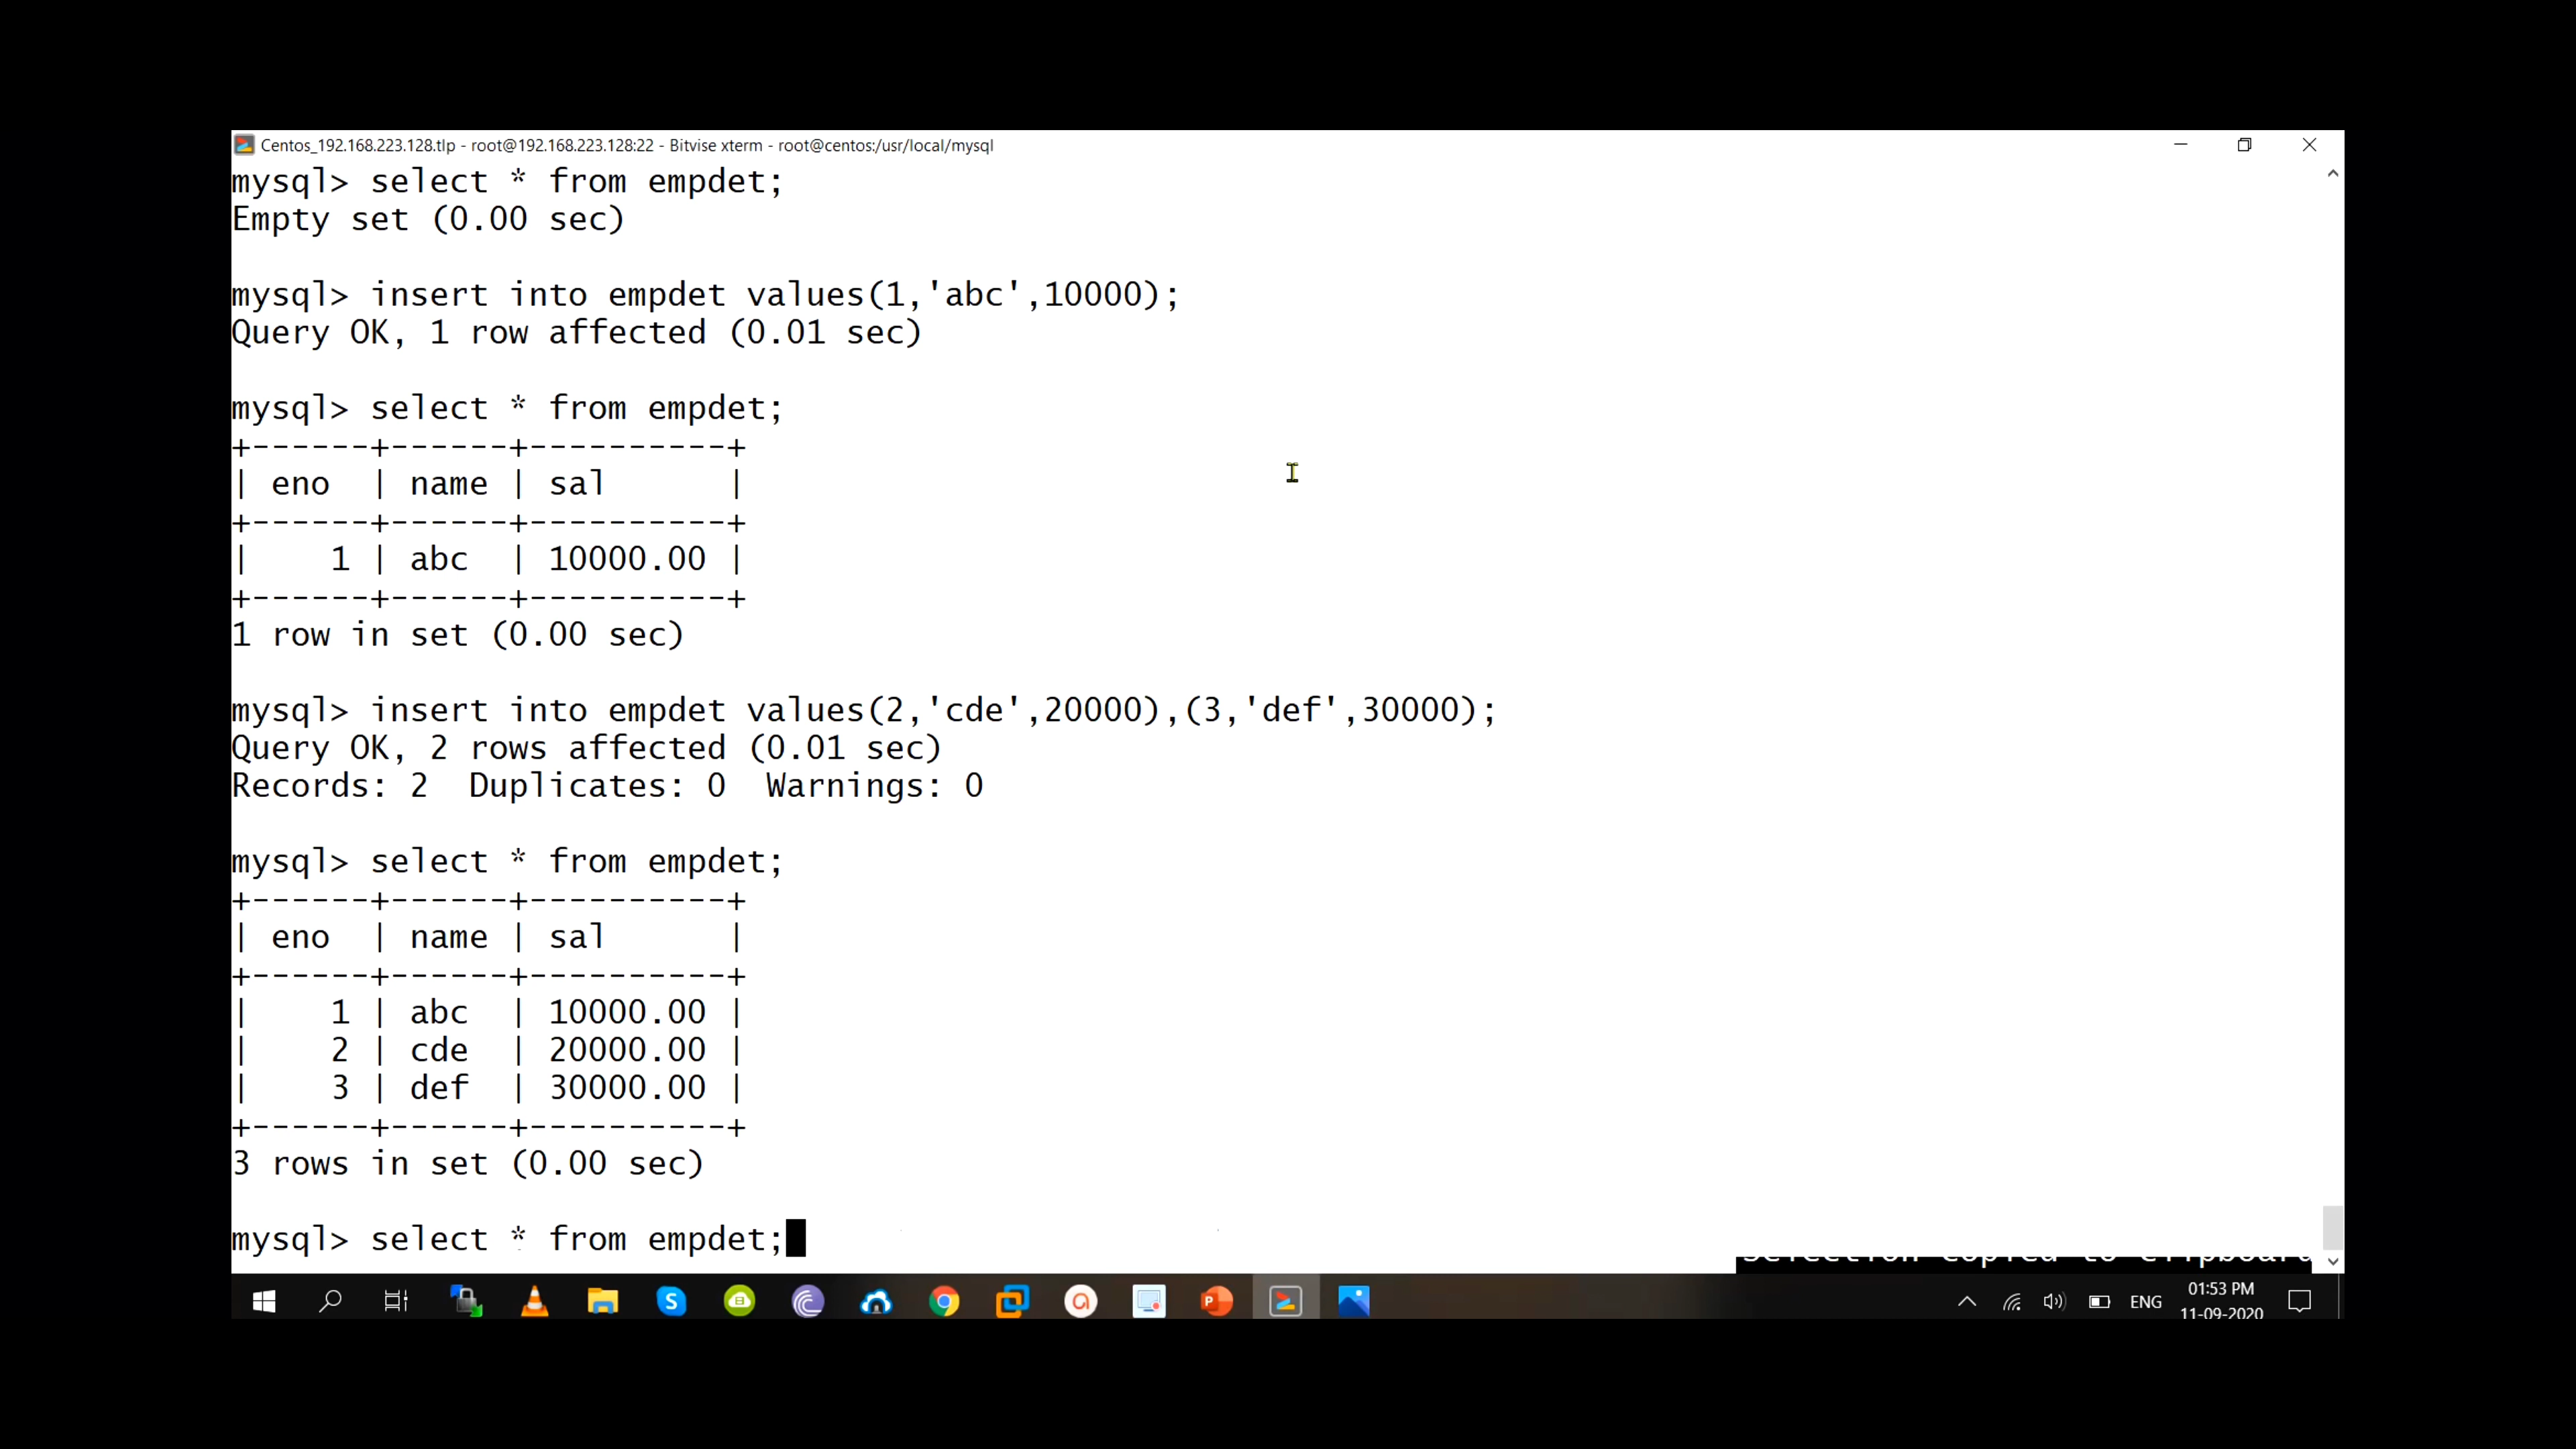 Centos_192.168.223.128.tlp - root@192.168.223.128:22 - Bitvise xterm - root@centos:/usr/local/mysql
mysql> select * from empdet;
Empty set (0.00 sec)
mysql> insert into empdet values(1,'abc',10000);
Query OK, 1 row affected (0.01 sec)
mysql> select * from empdet;
+------+------+----------+
| eno  | name | sal      |
+------+------+----------+
|    1 | abc  | 10000.00 |
+------+------+----------+
1 row in set (0.00 sec)
mysql> insert into empdet values(2,'cde',20000),(3,'def',30000);
Query OK, 2 rows affected (0.01 sec)
Records: 2  Duplicates: 0  Warnings: 0
mysql> select * from empdet;
+------+------+----------+
| eno  | name | sal      |
+------+------+----------+
|    1 | abc  | 10000.00 |
|    2 | cde  | 20000.00 |
|    3 | def  | 30000.00 |
+------+------+----------+
3 rows in set (0.00 sec)
mysql> select * from empdet;
Selection copied to clipboard
ENG
01:53 PM
11-09-2020